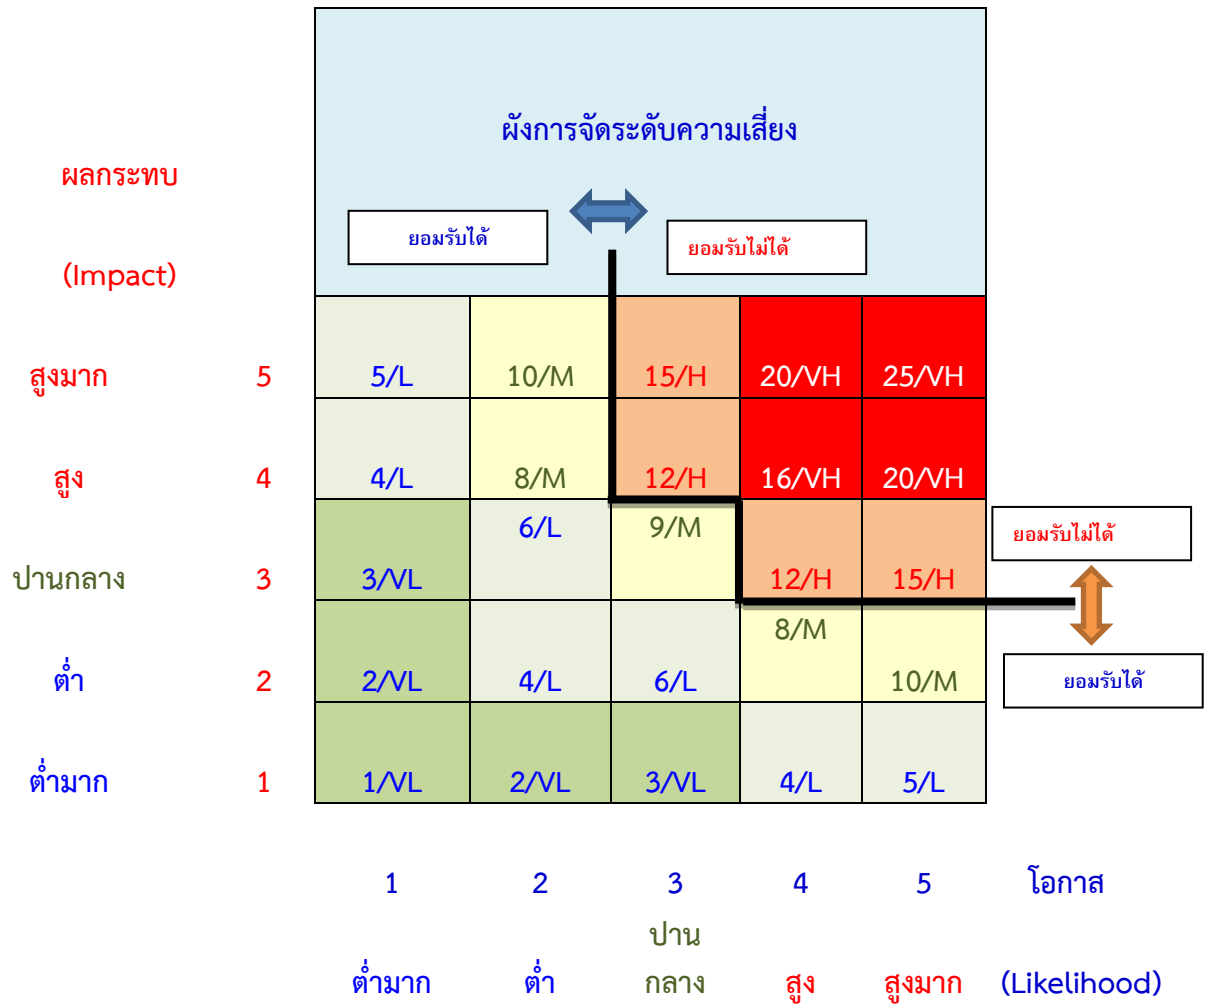 ผังการจัดระดับความเสี่ยง
ผลกระทบ
ยอมรับได้
ยอมรับไม่ได้
(Impact)
สูงมาก 5 5/L 10/M 15/H 20/VH 25/VH
สูง 4 4/L 8/M 12/H 16/VH 20/VH
ปานกลาง 3 3/VL 6/L 9/M 12/H 15/H
ยอมรับไม่ได้
ต่ำ 2 2/VL 4/L 6/L 8/M 10/M
ยอมรับได้
ต่ำมาก 1 1/VL 2/VL 3/VL 4/L 5/L
1 2 3 4 5 โอกาส
ต่ำมาก ต่ำ ปาน
กลาง สูง สูงมาก (Likelihood)